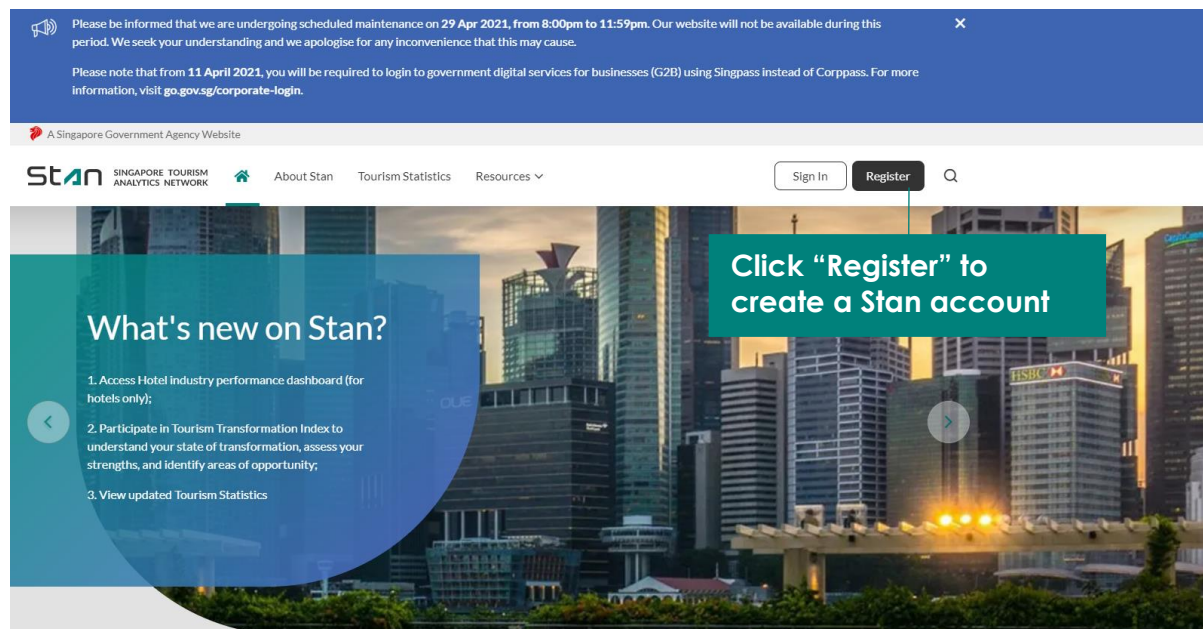 Please be informed that we are undergoing scheduled maintenance on 29 Apr 2021, from 8:00pm to 11:59pm. Our website will not be available during this
period. We seek your understanding and we apologise for any inconvenience that this may cause.
Please note that from 11 April 2021, you will be required to login to government digital services for businesses (G2B) using Singpass instead of Corppass. For more
information, visit go.gov.sg/corporate-login.
A Singapore Government Agency Website
Stan SINGAPORE TOURISM
ANALYTICS NETWORK
About Stan Tourism Statistics Resources
Sign In Register
Click “Register” to
create a Stan account
What's new on Stan?
1. Access Hotel industry performance dashboard (for
hotels only);
2. Participate in Tourism Transformation Index to
understand your state of transformation, assess your
strengths, and identify areas of opportunity;
3. View updated Tourism Statistics
OUE
HSBC